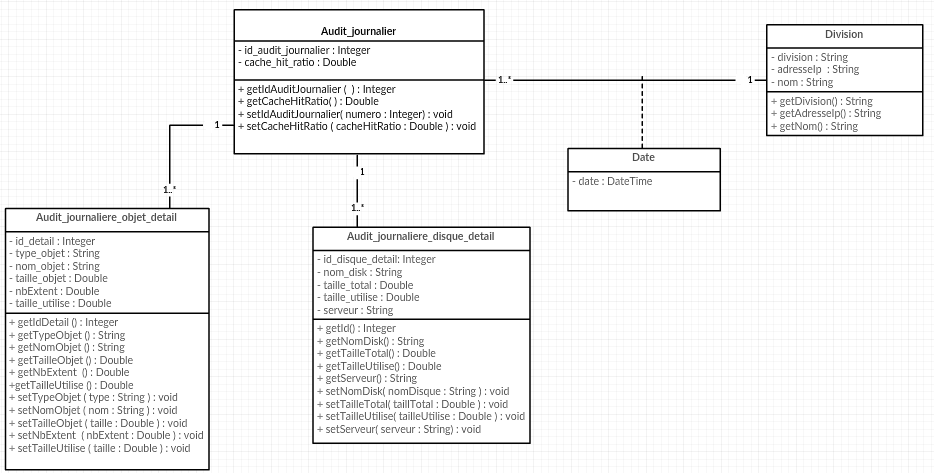 Audit_journalier
- id_audit_journalier : Integer
- cache_hit_ratio : Double
+ getIdAuditJournalier (  ) : Integer
+ getCacheHitRatio( ) : Double
+ setIdAuditJournalier( numero : Integer) : void
+ setCacheHitRatio ( cacheHitRatio : Double ) : void
1..*
1
Division
- division : String
- adresseIp  : String
- nom : String
+ getDivision() : String
+ getAdresseIp() : String
+ getNom() : String
Date
- date : DateTime
1
1..*
1
1..*
Audit_journaliere_objet_detail
- id_detail : Integer
- type_objet : String
- nom_objet : String
- taille_objet : Double
- nbExtent : Double
- taille_utilise : Double
+ getIdDetail () : Integer
+ getTypeObjet () : String
+ getNomObjet () : String
+ getTailleObjet () : Double
+ getNbExtent  () : Double
+getTailleUtilise () : Double
+ setTypeObjet ( type : String ) : void
+ setNomObjet ( nom : String ) : void
+ setTailleObjet ( taille : Double ) : void
+ setNbExtent  ( nbExtent : Double ) : void
+ setTailleUtilise ( taille : Double ) : void
Audit_journaliere_disque_detail
- id_disque_detail: Integer
- nom_disk : String
- taille_total : Double
- taille_utilise : Double
- serveur : String
+ getId() : Integer
+ getNomDisk() : String
+ getTailleTotal() : Double
+ getTailleUtilise() : Double
+ getServeur() : String
+ setNomDisk( nomDisque : String ) : void
+ setTailleTotal( taillTotal : Double ) : void
+ setTailleUtilise( tailleUtilise : Double ) : void
+ setServeur( serveur : String) : void